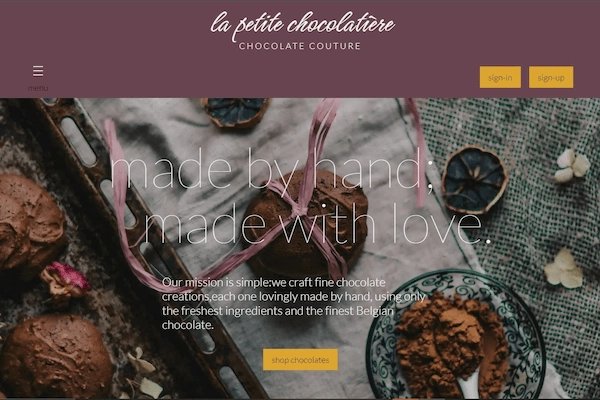 la petite chocolatière
CHOCOLATE COUTURE
menu
sign-in
sign-up
made by hand;
made with love.
Our mission is simple:we craft fine chocolate
creations,each one lovingly made by hand, using only
the freshest ingredients and the finest Belgian
chocolate.
shop chocolates